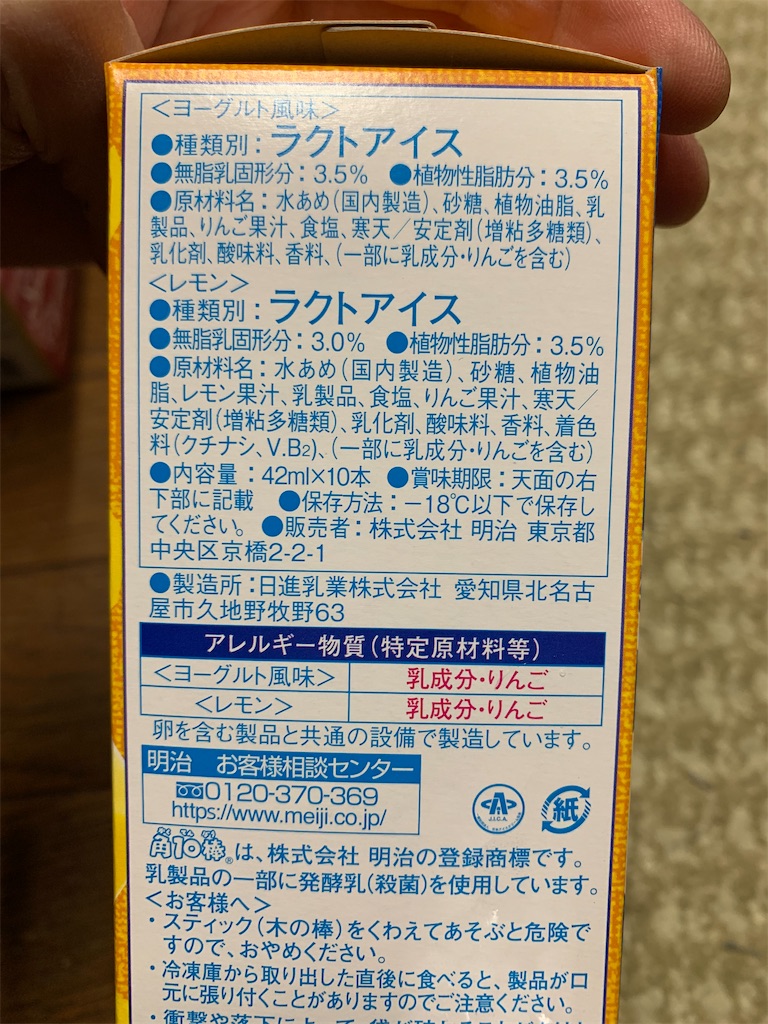 <ヨーグルト風味>
●種類別：ラクトアイス
●無脂乳固形分：3.5% ●植物性脂肪分：3.5%
●原材料名：水あめ(国内製造)、砂糖、植物油脂、乳
製品、りんご果汁、食塩、寒天／安定剤(増粘多糖類)、
乳化剤、酸味料、香料、(一部に乳成分・りんごを含む)
<レモン>
●種類別：ラクトアイス
●無脂乳固形分：3.0% ●植物性脂肪分：3.5%
●原材料名：水あめ(国内製造)、砂糖、植物油
脂、レモン果汁、乳製品、食塩、りんご果汁、寒天／
安定剤(増粘多糖類)、乳化剤、酸味料、香料、着色
料(クチナシ、V.B₂)、(一部に乳成分・りんごを含む)
●内容量：42ml×10本 ●賞味期限：天面の右
下部に記載 ●保存方法：−18℃以下で保存し
てください。 ●販売者：株式会社 明治 東京都
中央区京橋2-2-1
●製造所：日進乳業株式会社 愛知県北名古
屋市久地野牧野63
アレルギー物質(特定原材料等)
<ヨーグルト風味> 乳成分・りんご
<レモン> 乳成分・りんご
卵を含む製品と共通の設備で製造しています。
明治 お客様相談センター
0120-370-369
https://www.meiji.co.jp/
J.I.C.A.
紙
角10棒®は、株式会社 明治の登録商標です。
乳製品の一部に発酵乳(殺菌)を使用しています。
<お客様へ>
・スティック(木の棒)をくわえてあそぶと危険で
すので、おやめください。
・冷凍庫から取り出した直後に食べると、製品が口
元に張り付くことがありますのでご注意ください。
・衝撃や落下によって、袋が破れることがあります